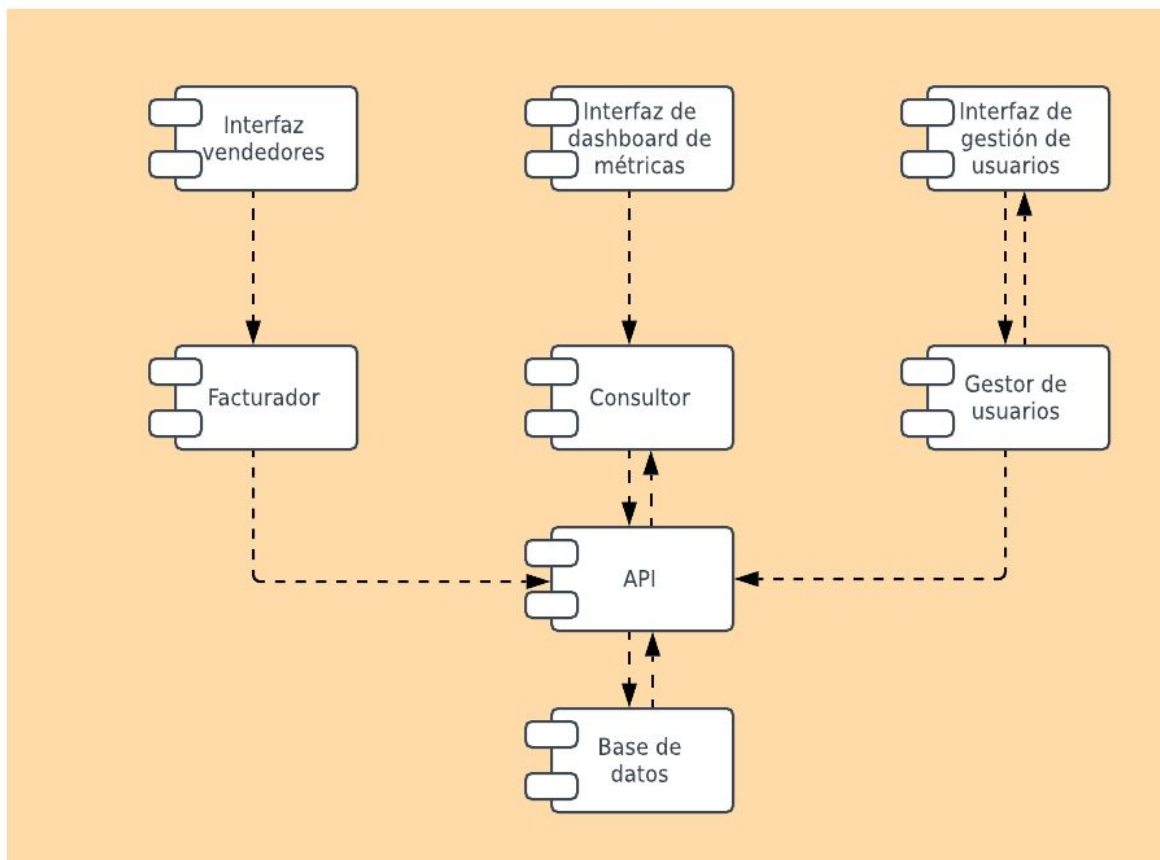 Interfaz
vendedores
Interfaz de
dashboard de
métricas
Interfaz de
gestión de
usuarios
Facturador
Consultor
Gestor de
usuarios
API
Base de
datos